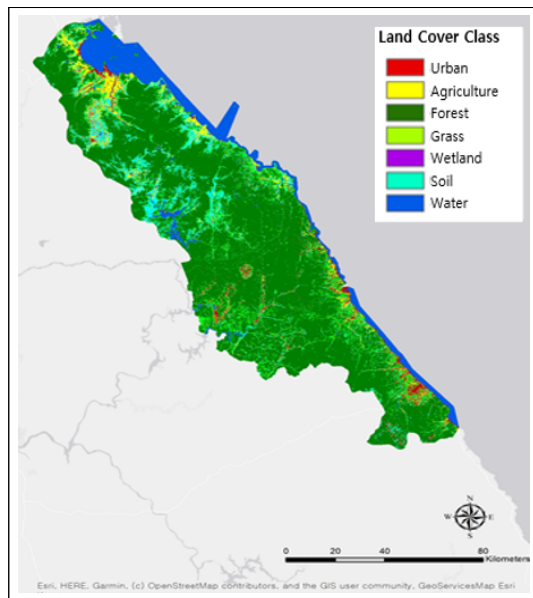 Land Cover Class
Urban
Agriculture
Forest
Grass
Wetland
Soil
Water
N
W E
S
0 20 40 80
Kilometers
Esri, HERE, Garmin, (c) OpenStreetMap contributors, and the GIS user community, GeoServicesMap Esri